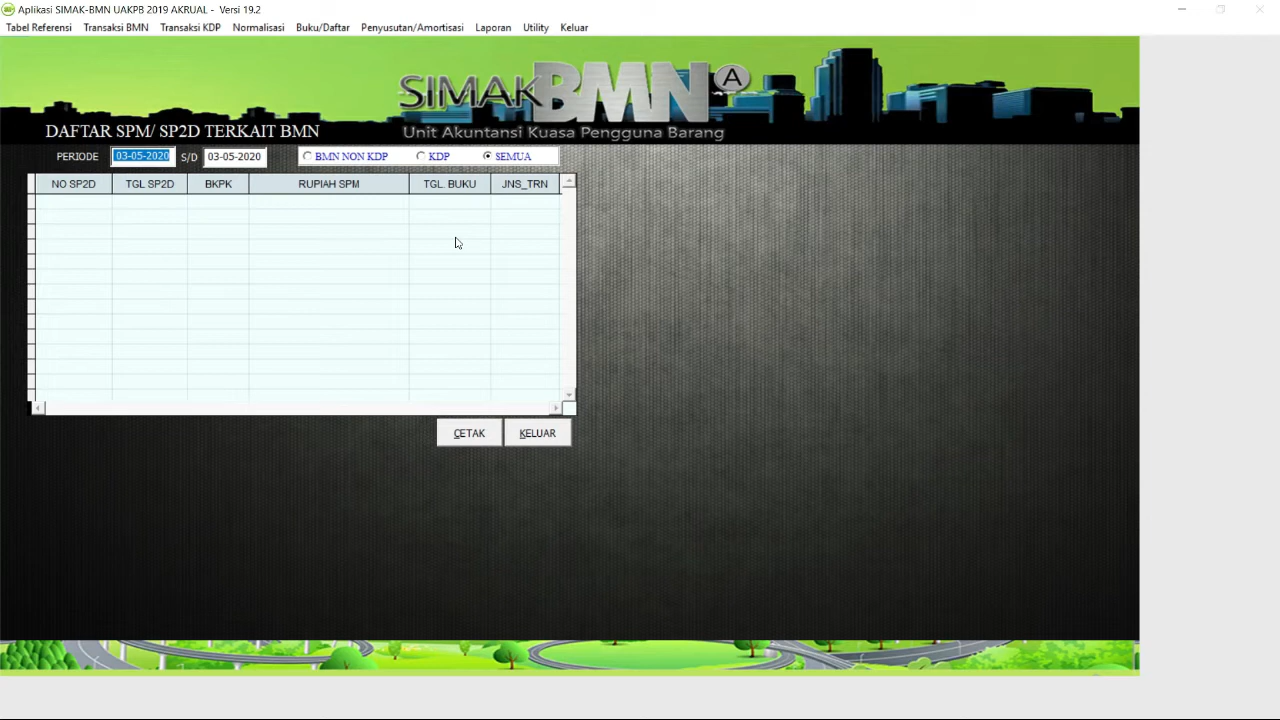 Aplikasi SIMAK-BMN UAKPB 2019 AKRUAL - Versi 19.2
Tabel Referensi Transaksi BMN Transaksi KDP Normalisasi Buku/Daftar Penyusutan/Amortisasi Laporan Utility Keluar
SIMAK BMN A
Unit Akuntansi Kuasa Pengguna Barang
DAFTAR SPM/ SP2D TERKAIT BMN
PERIODE 03-05-2020 S/D 03-05-2020 BMN NON KDP KDP SEMUA
NO SP2D TGL SP2D BKPK RUPIAH SPM TGL. BUKU JNS_TRN
CETAK KELUAR